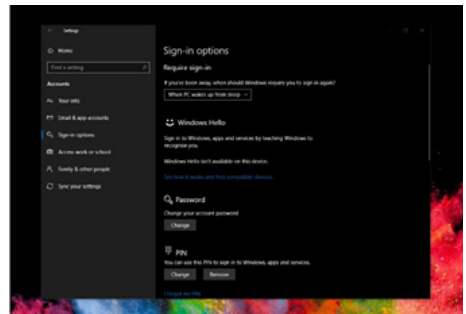 Settings
Home
Find a setting
Accounts
Your info
Email & app accounts
Sign-in options
Access work or school
Family & other people
Sync your settings
Sign-in options
Require sign-in
If you've been away, when should Windows require you to sign in again?
When PC wakes up from sleep
Windows Hello
Sign in to Windows, apps and services by teaching Windows to
recognise you.
Windows Hello isn't available on this device.
See how it works and find compatible devices.
Password
Change your account password
Change
PIN
You can use this PIN to sign in to Windows, apps and services.
Change Remove
I forgot my PIN